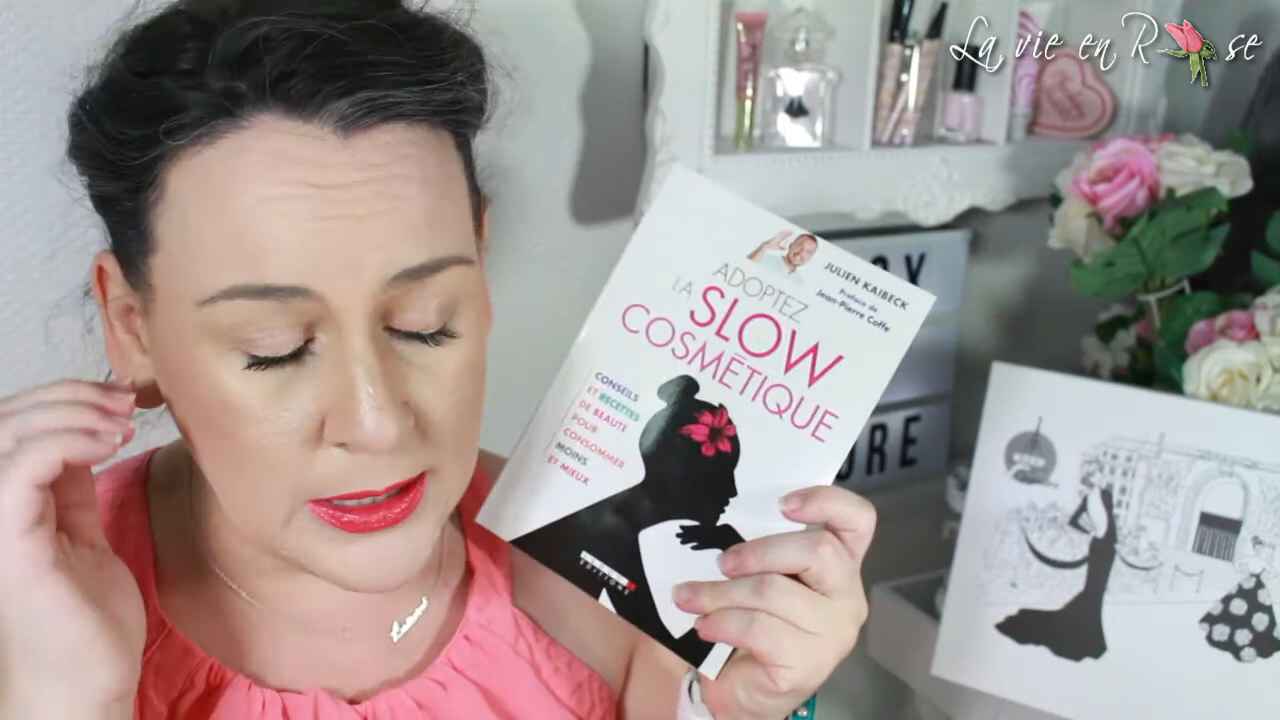 La vie en Rose
JULIEN KAIBECK
Préface de
Jean-Pierre Coffe
ADOPTEZ
LA SLOW
COSMÉTIQUE
CONSEILS
ET RECETTES
DE BEAUTÉ
POUR
CONSOMMER
MOINS
ET MIEUX
ÉDITIONS